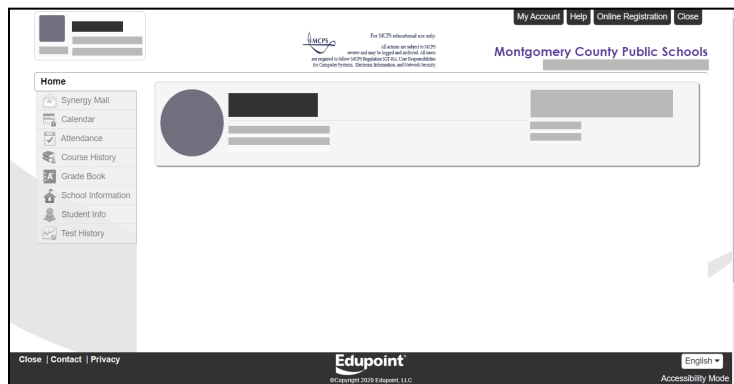 My Account Help Online Registration Close
MCPS
For MCPS educational use only.
All actions are subject to MCPS
review and may be logged and archived. All users
are required to follow MCPS Regulation IGT-RA, User Responsibilities
for Computer Systems, Electronic Information, and Network Security.
Montgomery County Public Schools
Home
Synergy Mail
Calendar
Attendance
Course History
Grade Book
School Information
Student Info
Test History
Close | Contact | Privacy
Edupoint
©Copyright 2020 Edupoint, LLC
English
Accessibility Mode